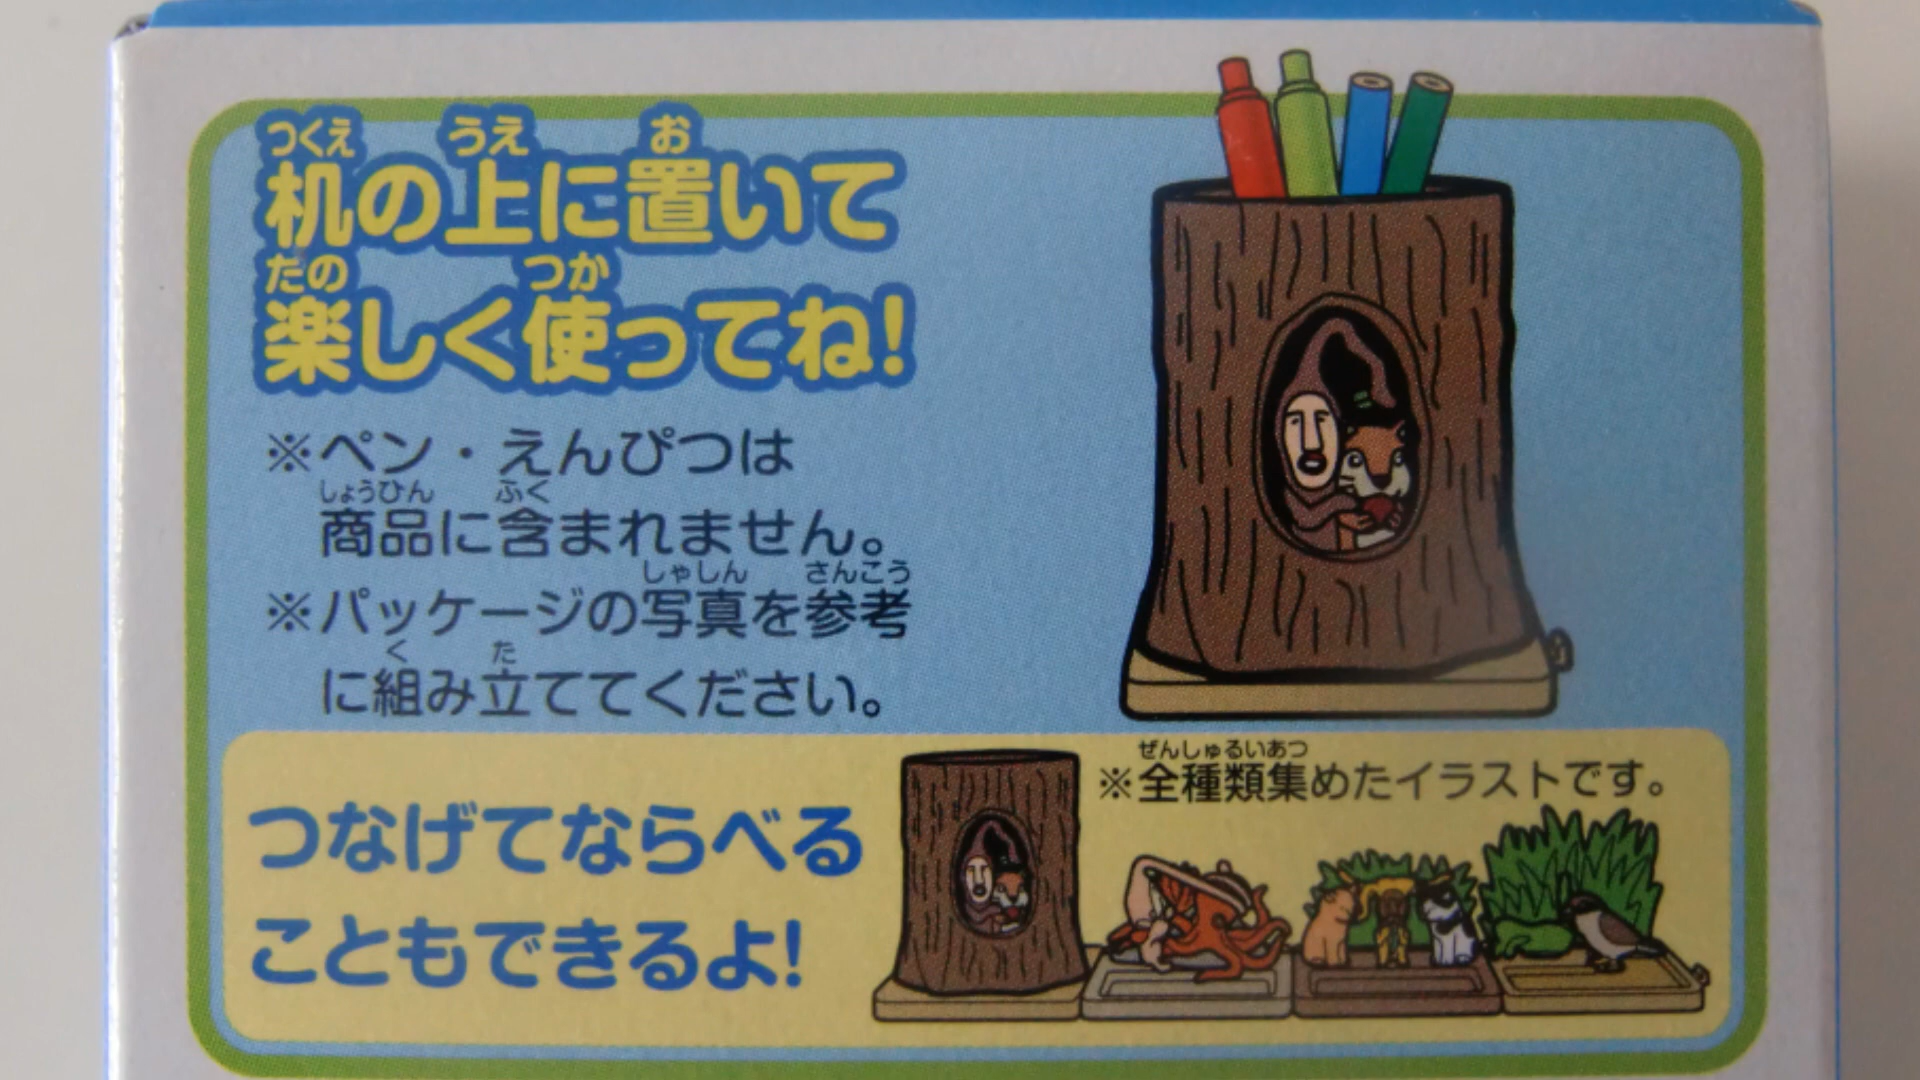 つくえ うえ お
机の上に置いて
たの つか
楽しく使ってね!
※ペン・えんぴつは
しょうひん ふく
商品に含まれません。
しゃしん さんこう
※パッケージの写真を参考
く た
に組み立ててください。
ぜんしゅるいあつ
※全種類集めたイラストです。
つなげてならべる
こともできるよ!